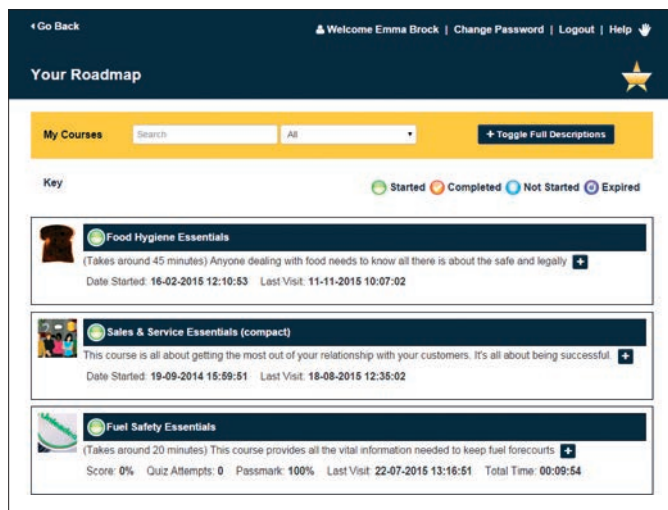 Go Back
Welcome Emma Brock | Change Password | Logout | Help
Your Roadmap
My Courses Search All + Toggle Full Descriptions
Key Started Completed Not Started Expired
Food Hygiene Essentials
(Takes around 45 minutes) Anyone dealing with food needs to know all there is about the safe and legally +
Date Started: 16-02-2015 12:10:53 Last Visit: 11-11-2015 10:07:02
Sales & Service Essentials (compact)
This course is all about getting the most out of your relationship with your customers. It's all about being successful. +
Date Started: 19-09-2014 15:59:51 Last Visit: 18-08-2015 12:35:02
Fuel Safety Essentials
(Takes around 20 minutes) This course provides all the vital information needed to keep fuel forecourts +
Score: 0% Quiz Attempts: 0 Passmark: 100% Last Visit: 22-07-2015 13:16:51 Total Time: 00:09:54